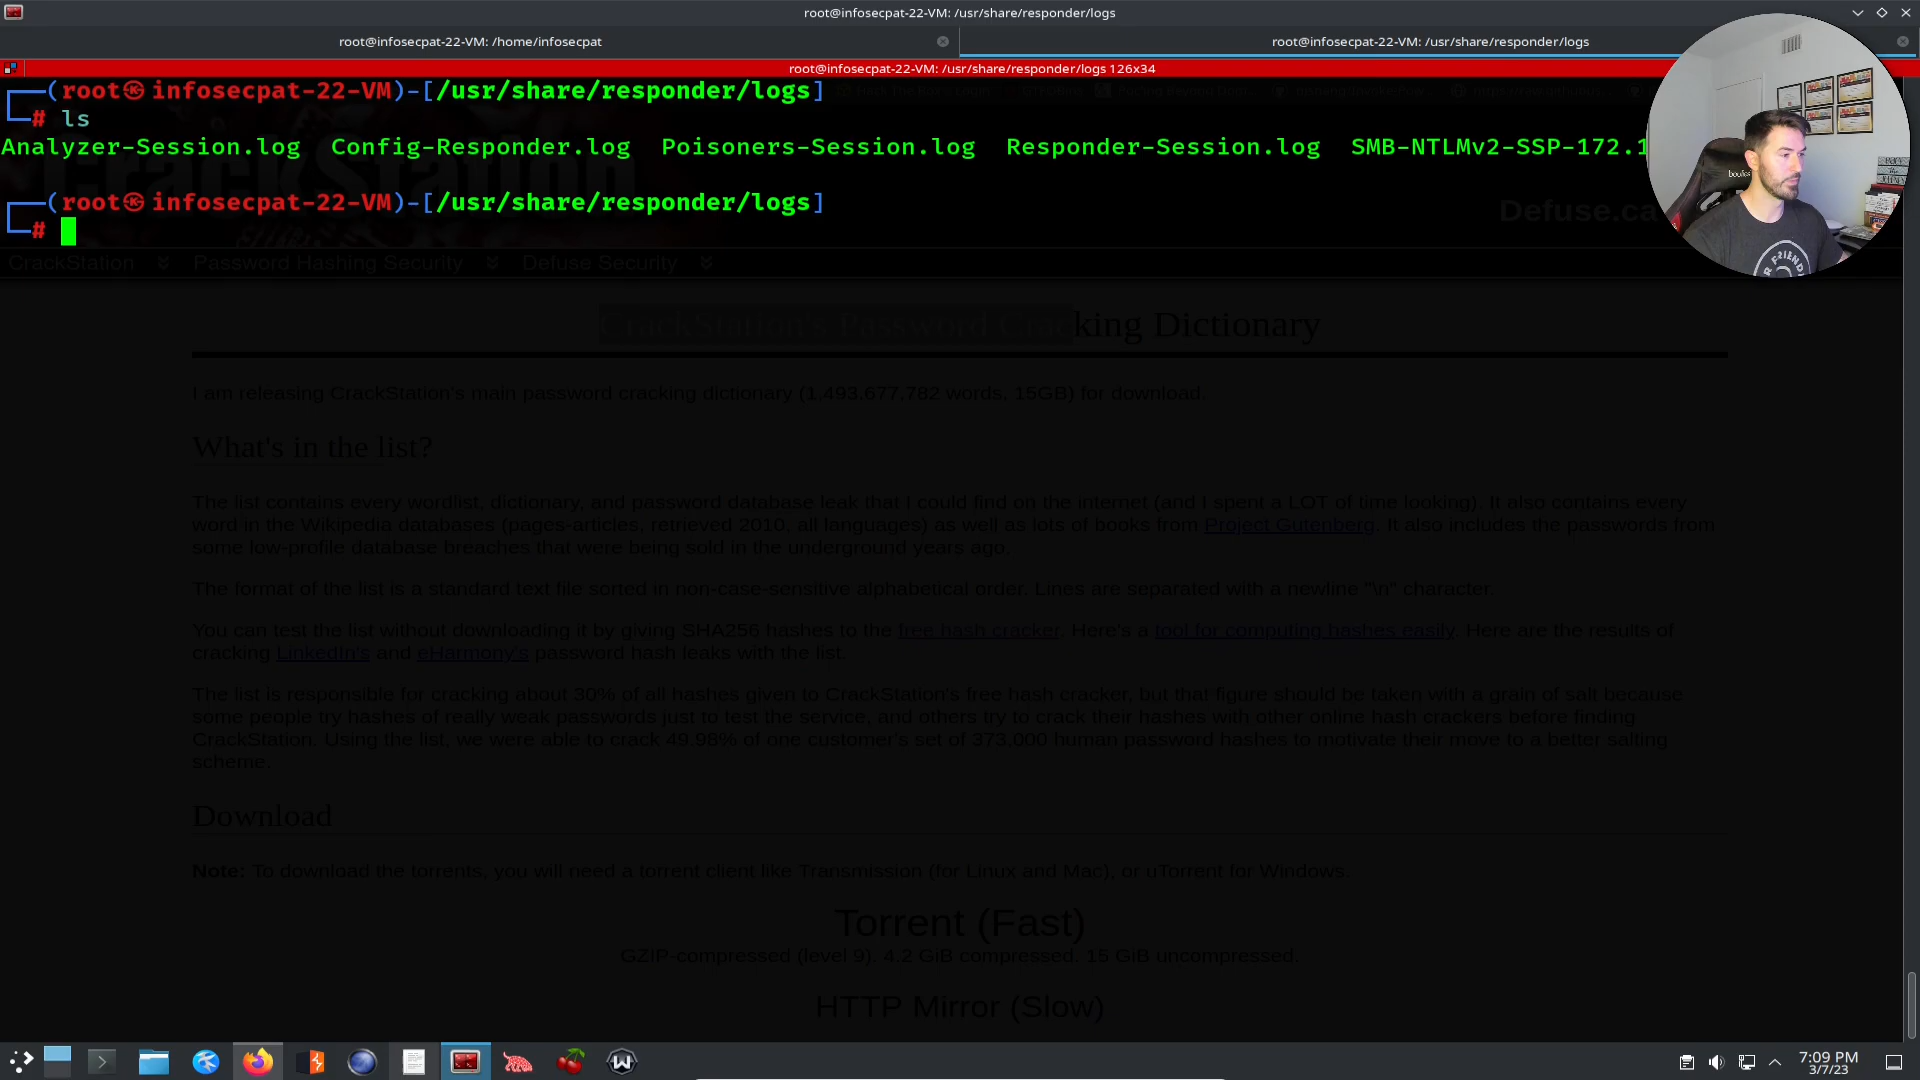 root@infosecpat-22-VM: /usr/share/responder/logs
root@infosecpat-22-VM: /home/infosecpat
root@infosecpat-22-VM: /usr/share/responder/logs
root@infosecpat-22-VM: /usr/share/responder/logs 126x34
(root㉿infosecpat-22-VM)-[/usr/share/responder/logs]
# ls
Analyzer-Session.log Config-Responder.log Poisoners-Session.log Responder-Session.log SMB-NTLMv2-SSP-172.1
CrackStation
(root㉿infosecpat-22-VM)-[/usr/share/responder/logs]
#
Defuse.ca
CrackStation Password Hashing Security Defuse Security
CrackStation's Password Cracking Dictionary
I am releasing CrackStation's main password cracking dictionary (1,493,677,782 words, 15GB) for download.
What's in the list?
The list contains every wordlist, dictionary, and password database leak that I could find on the internet (and I spent a LOT of time looking). It also contains every
word in the Wikipedia databases (pages-articles, retrieved 2010, all languages) as well as lots of books from Project Gutenberg. It also includes the passwords from
some low-profile database breaches that were being sold in the underground years ago.
The format of the list is a standard text file sorted in non-case-sensitive alphabetical order. Lines are separated with a newline "\n" character.
You can test the list without downloading it by giving SHA256 hashes to the free hash cracker. Here's a tool for computing hashes easily. Here are the results of
cracking LinkedIn's and eHarmony's password hash leaks with the list.
The list is responsible for cracking about 30% of all hashes given to CrackStation's free hash cracker, but that figure should be taken with a grain of salt because
some people try hashes of really weak passwords just to test the service, and others try to crack their hashes with other online hash crackers before finding
CrackStation. Using the list, we were able to crack 49.98% of one customer's set of 373,000 human password hashes to motivate their move to a better salting
scheme.
Download
Note: To download the torrents, you will need a torrent client like Transmission (for Linux and Mac), or uTorrent for Windows.
Torrent (Fast)
GZIP-compressed (level 9). 4.2 GiB compressed. 15 GiB uncompressed.
HTTP Mirror (Slow)
7:09 PM
3/7/23